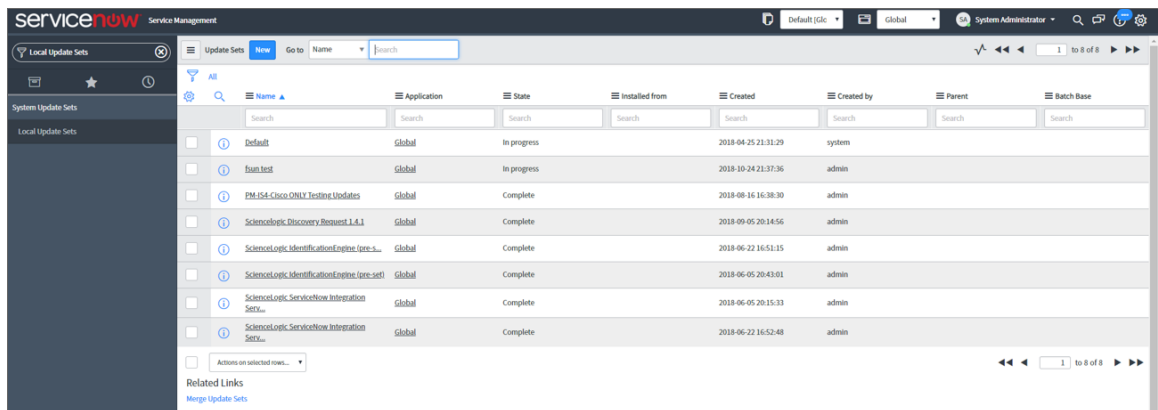 servicenow Service Management
Default [Glc Global SA System Administrator
Local Update Sets
System Update Sets
Local Update Sets
Update Sets New Go to Name Search 1 to 8 of 8
All
Name Application State Installed from Created Created by Parent Batch Base
Search Search Search Search Search Search Search Search
Default Global In progress 2018-04-25 21:31:29 system
fsun test Global In progress 2018-10-24 21:37:36 admin
PM-IS4-Cisco ONLY Testing Updates Global Complete 2018-08-16 16:38:30 admin
Sciencelogic Discovery Request 1.4.1 Global Complete 2018-09-05 20:14:56 admin
ScienceLogic IdentificationEngine (pre-s... Global Complete 2018-06-22 16:51:15 admin
ScienceLogic IdentificationEngine (pre-set) Global Complete 2018-06-05 20:43:01 admin
ScienceLogic ServiceNow Integration
Serv... Global Complete 2018-06-05 20:15:33 admin
ScienceLogic ServiceNow Integration
Serv... Global Complete 2018-06-22 16:52:48 admin
Actions on selected rows... 1 to 8 of 8
Related Links
Merge Update Sets